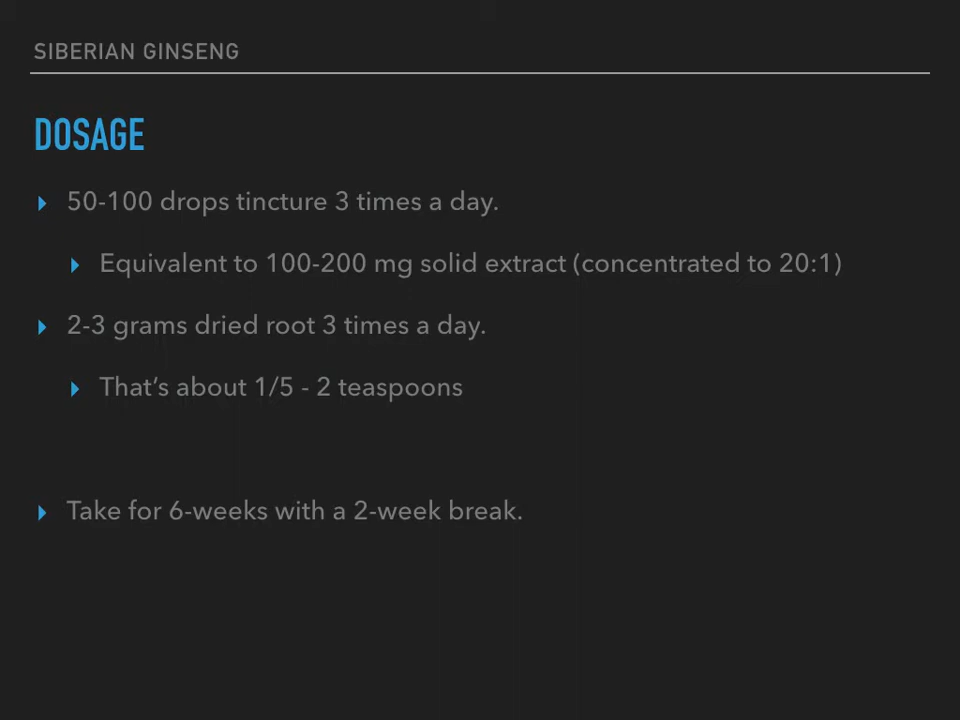 SIBERIAN GINSENG
DOSAGE
50-100 drops tincture 3 times a day.
Equivalent to 100-200 mg solid extract (concentrated to 20:1)
2-3 grams dried root 3 times a day.
That’s about 1/5 - 2 teaspoons
Take for 6-weeks with a 2-week break.